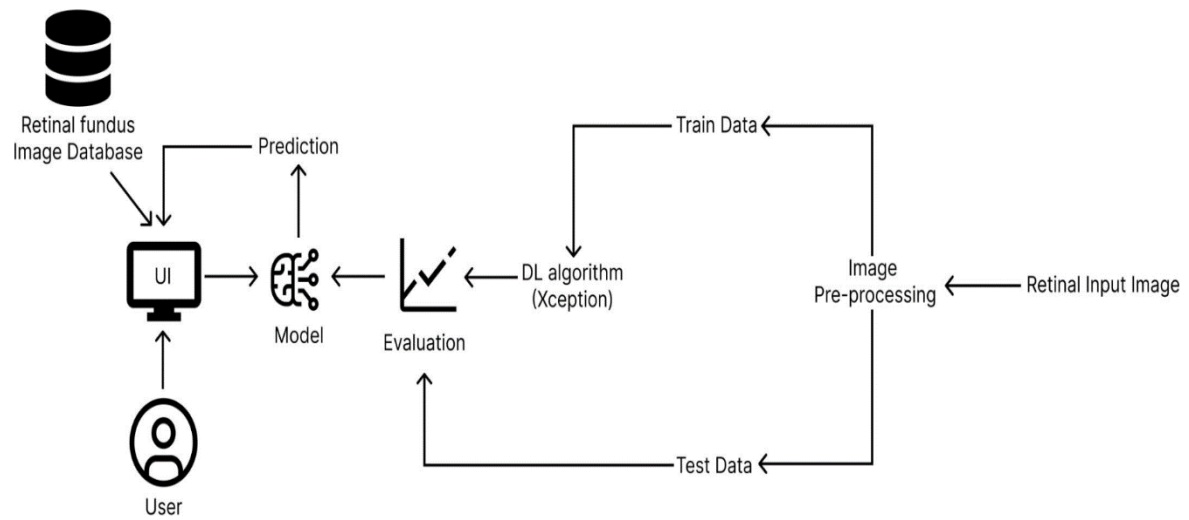 Retinal fundus
Image Database
Prediction
Train Data
UI
Model
Evaluation
DL algorithm
(Xception)
Image
Pre-processing
Retinal Input Image
Test Data
User